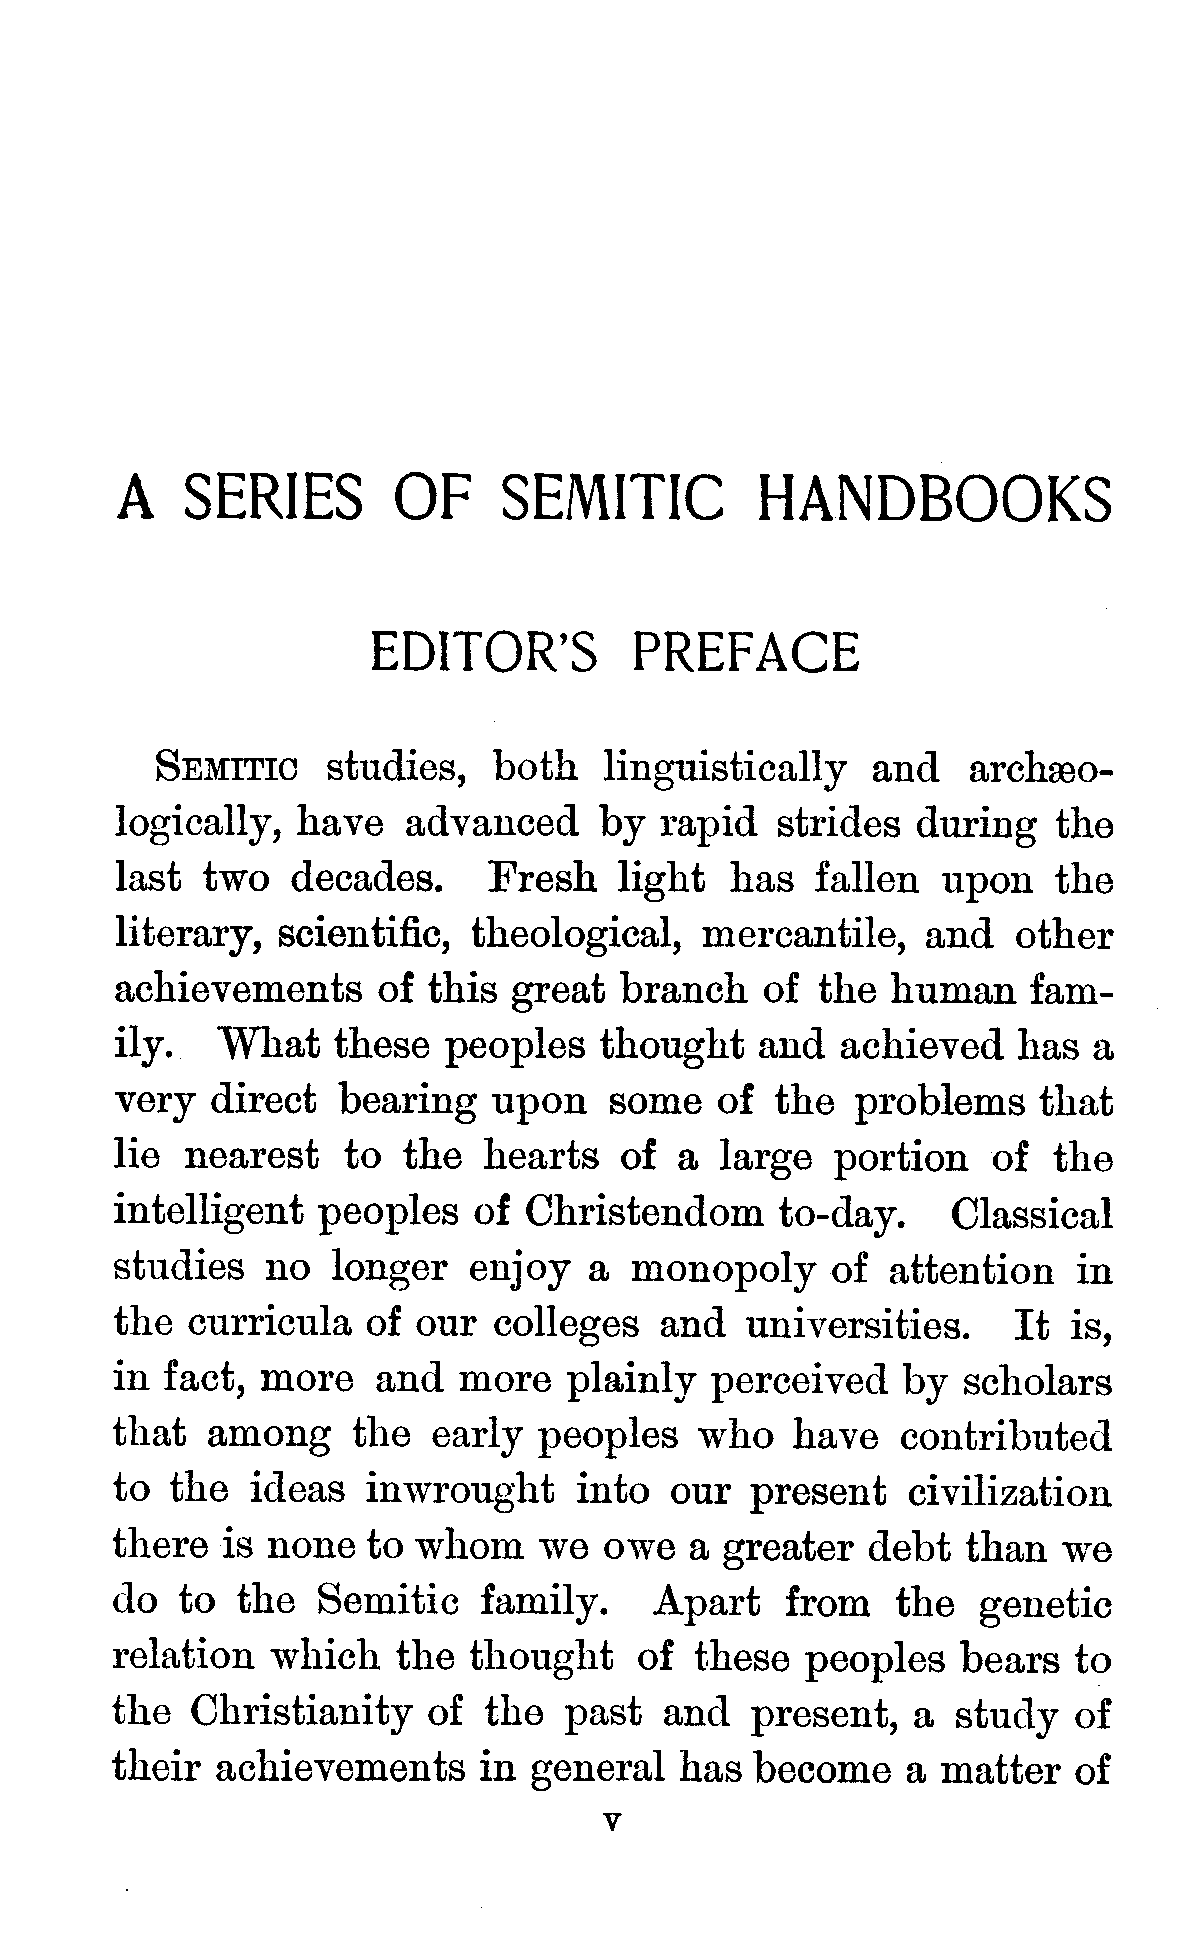 A SERIES OF SEMITIC HANDBOOKS
EDITOR'S PREFACE
SEMITIC studies, both linguistically and archæo-
logically, have advanced by rapid strides during the
last two decades. Fresh light has fallen upon the
literary, scientific, theological, mercantile, and other
achievements of this great branch of the human fam-
ily. What these peoples thought and achieved has a
very direct bearing upon some of the problems that
lie nearest to the hearts of a large portion of the
intelligent peoples of Christendom to-day. Classical
studies no longer enjoy a monopoly of attention in
the curricula of our colleges and universities. It is,
in fact, more and more plainly perceived by scholars
that among the early peoples who have contributed
to the ideas inwrought into our present civilization
there is none to whom we owe a greater debt than we
do to the Semitic family. Apart from the genetic
relation which the thought of these peoples bears to
the Christianity of the past and present, a study of
their achievements in general has become a matter of
v